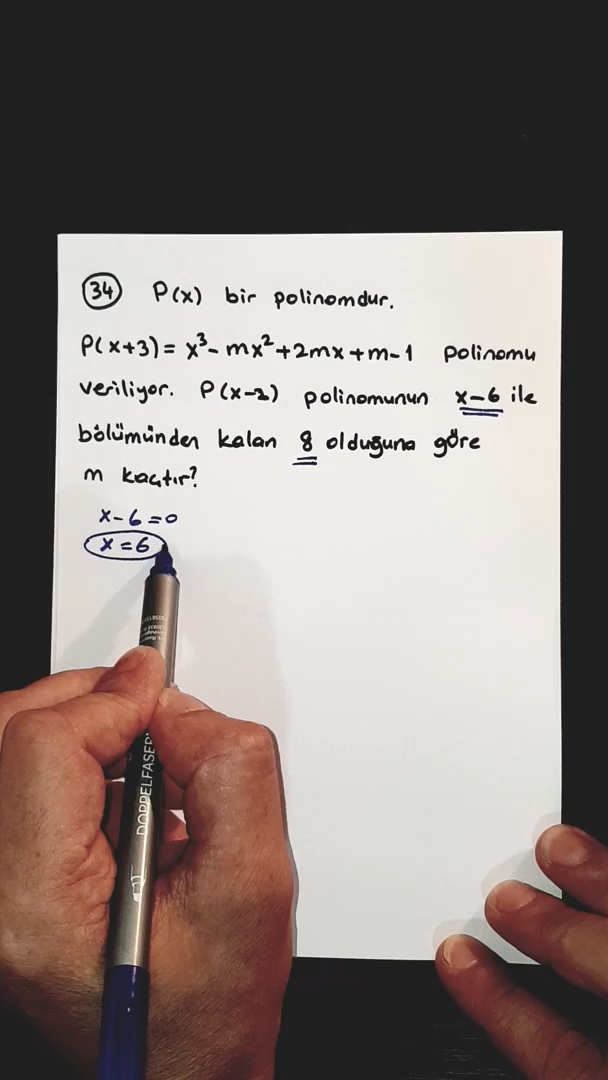 34 P(x) bir polinomdur.
P(x+3) = x³ - mx² + 2mx + m - 1 polinomu
veriliyor. P(x-2) polinomunun x-6 ile
bölümünden kalan 8 olduğuna göre
m kaçtır?
x - 6 = 0
x = 6
DOPPELFASER